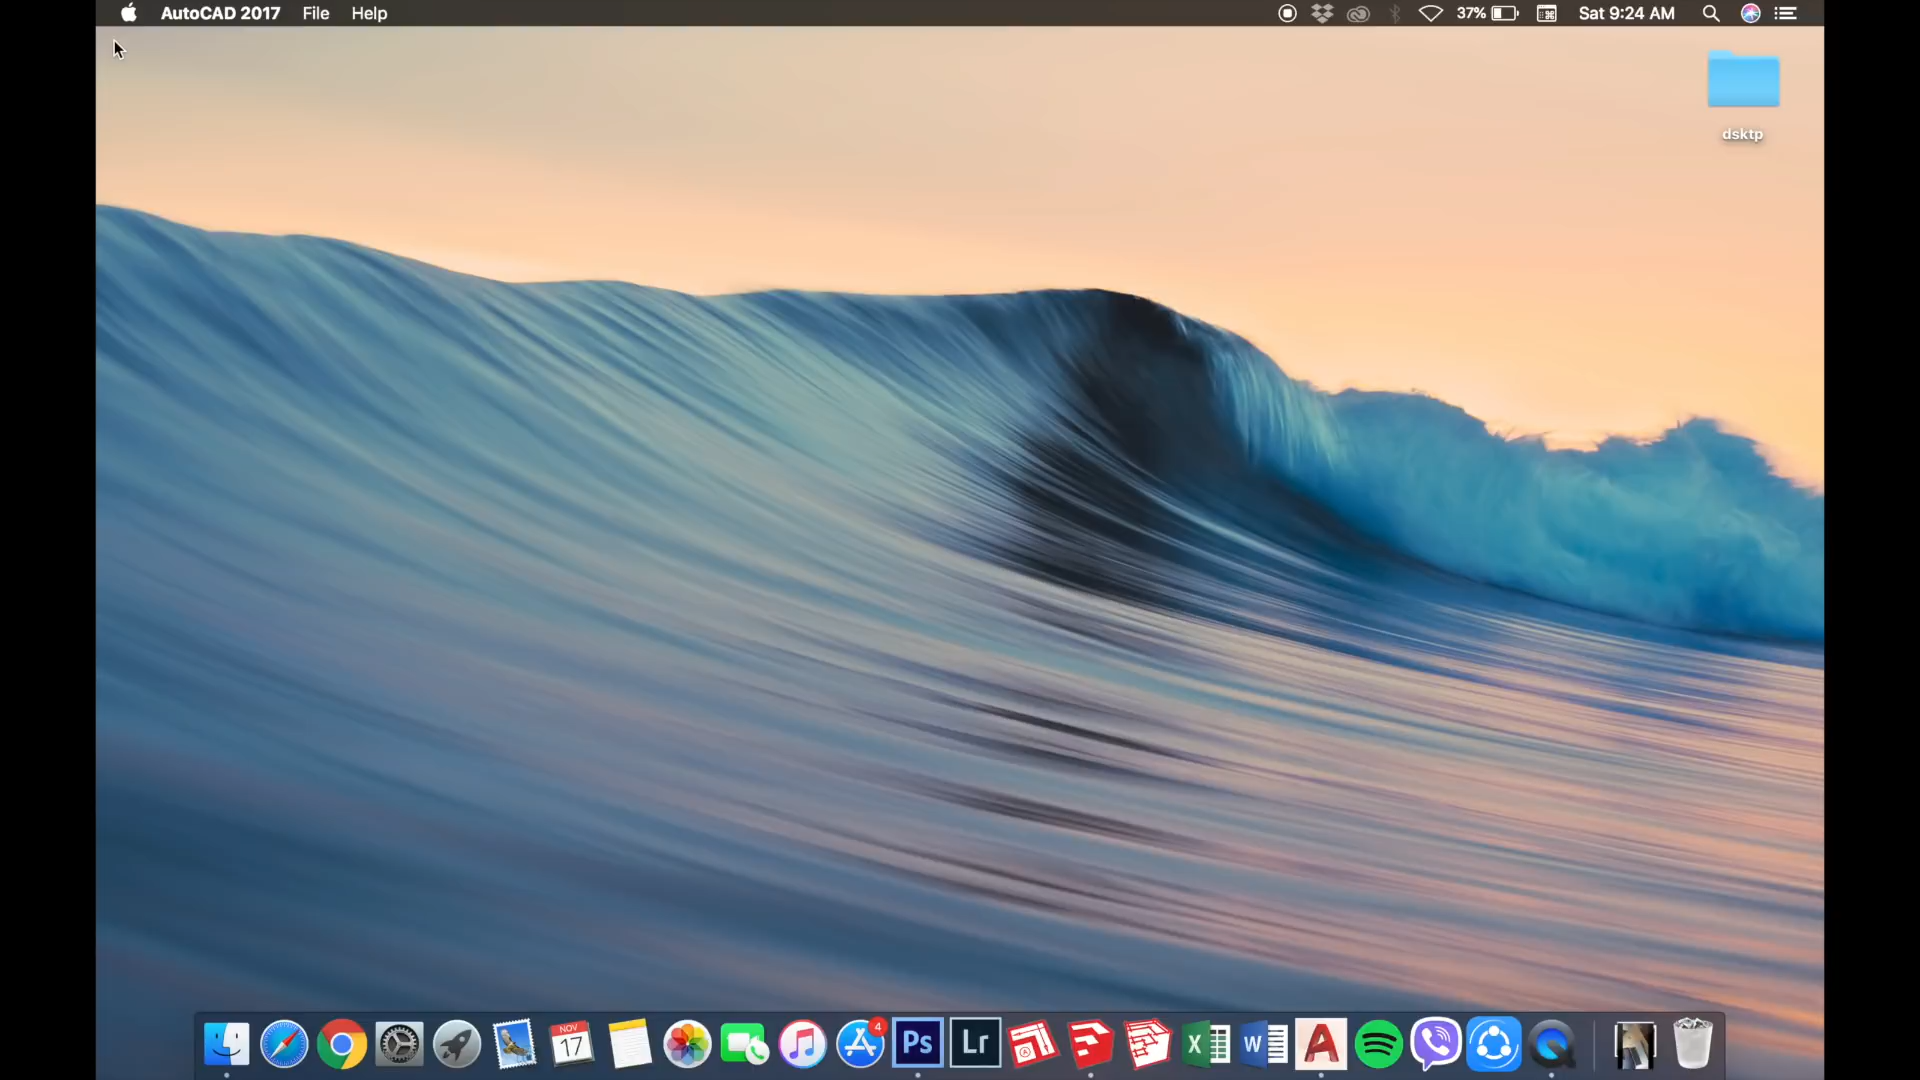 AutoCAD 2017 File Help 37% Sat 9:24 AM
dsktp
NOV
17
4
Ps
Lr
X
W
A